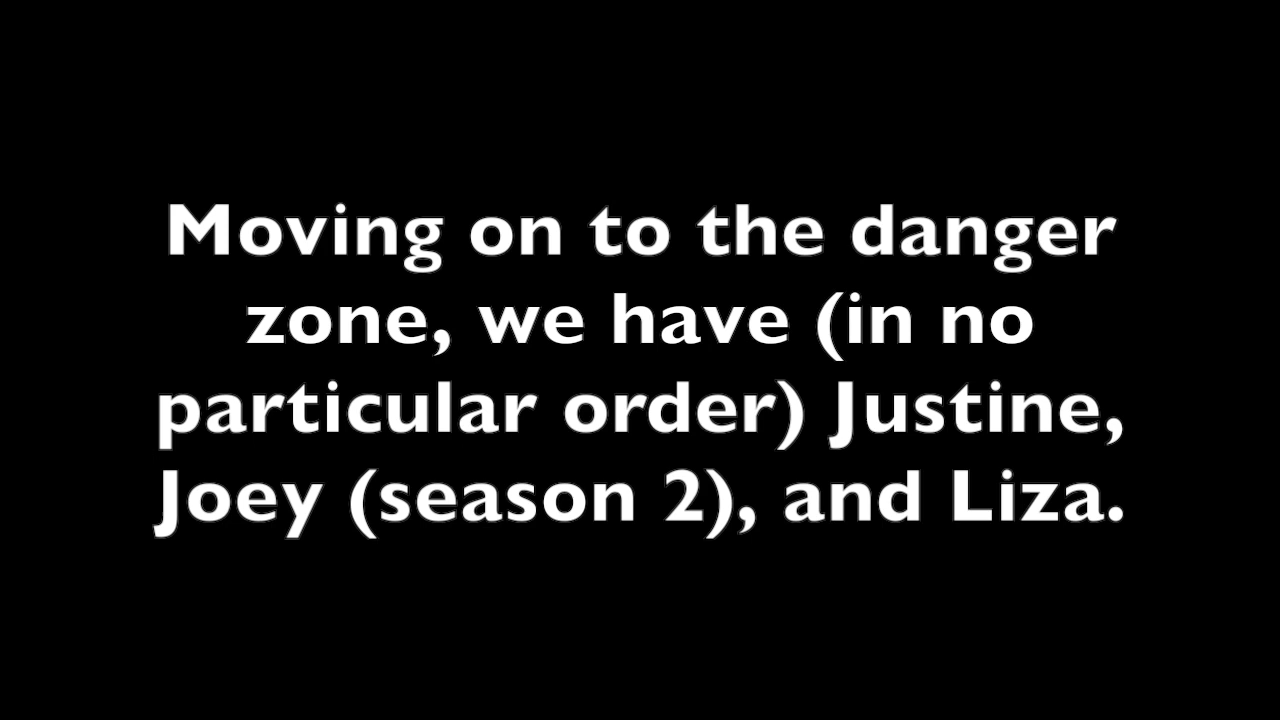 Moving on to the danger
zone, we have (in no
particular order) Justine,
Joey (season 2), and Liza.